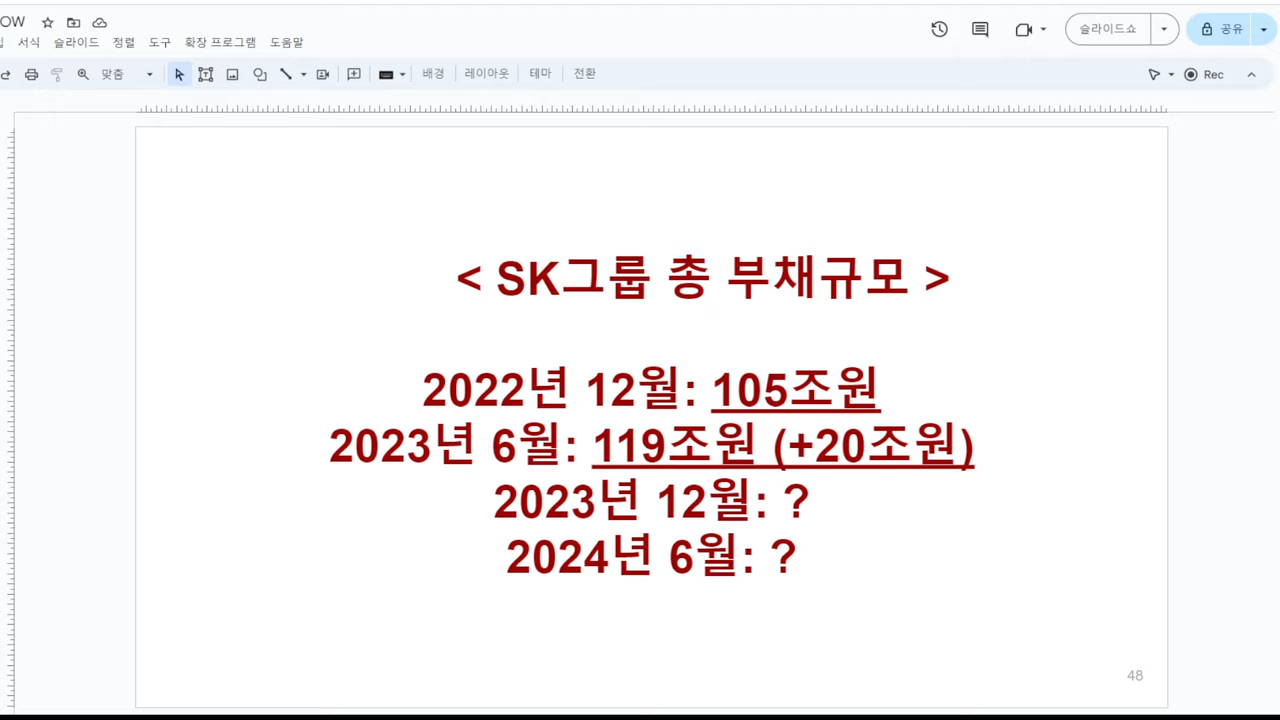 OW
서식 슬라이드 정렬 도구 확장 프로그램 도움말
슬라이드쇼
공유
맞춤
배경 레이아웃 테마 전환
Rec
< SK그룹 총 부채규모 >
2022년 12월: 105조원
2023년 6월: 119조원 (+20조원)
2023년 12월: ?
2024년 6월: ?
48